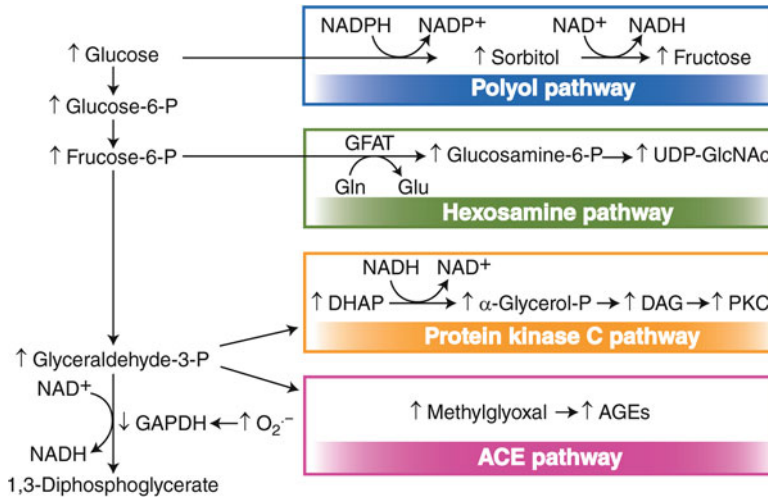 NADPH NADP+ NAD+ NADH
↑ Glucose → ↑ Sorbitol → ↑ Fructose
Polyol pathway
↑ Glucose-6-P
GFAT
↑ Frucose-6-P → ↑ Glucosamine-6-P → ↑ UDP-GlcNAc
Gln Glu
Hexosamine pathway
NADH NAD+
↑ DHAP → ↑ α-Glycerol-P → ↑ DAG → ↑ PKC
Protein kinase C pathway
↑ Glyceraldehyde-3-P
NAD+
↑ Methylglyoxal → ↑ AGEs
↓ GAPDH ← ↑ O₂·−
NADH
ACE pathway
1,3-Diphosphoglycerate